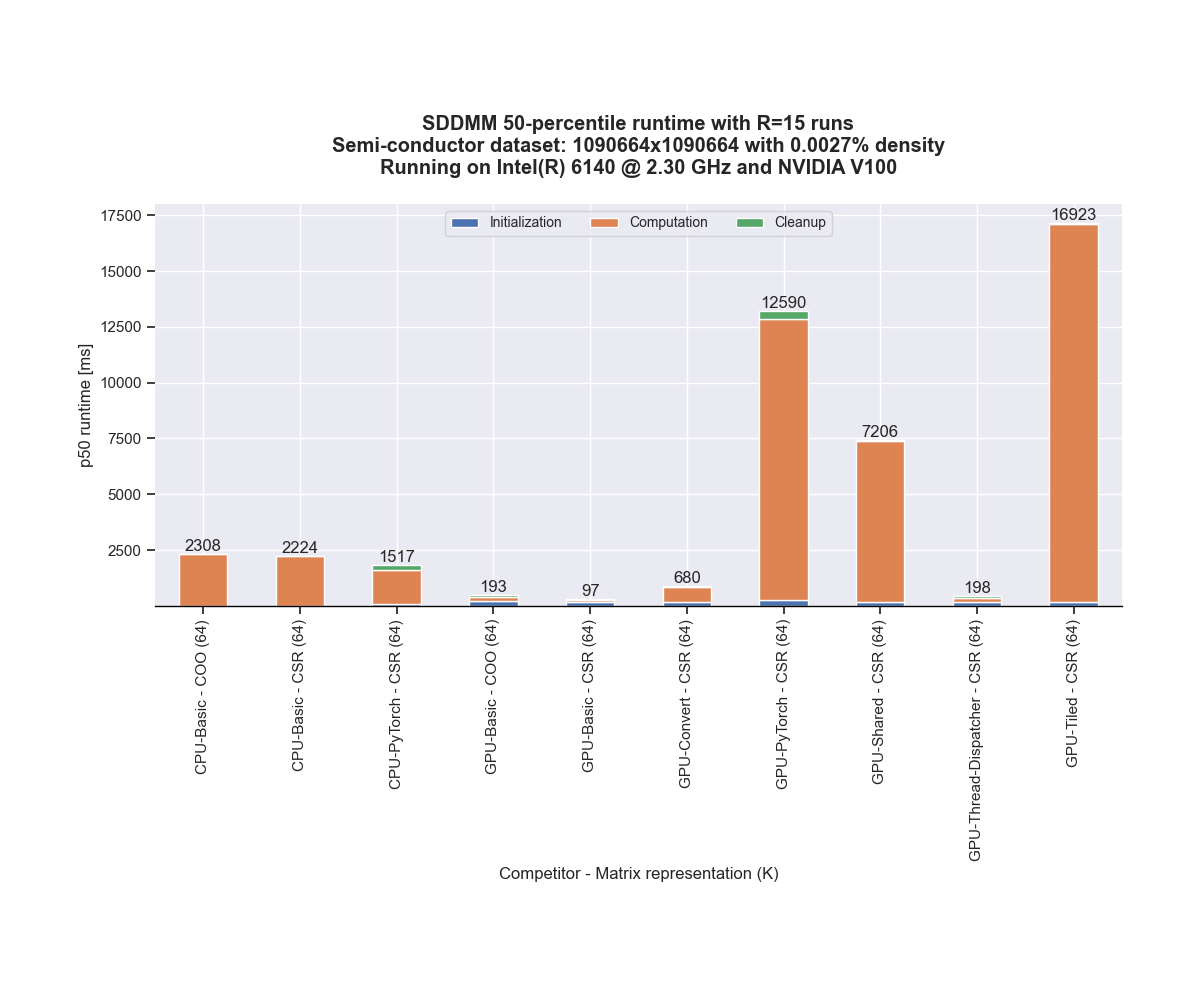 SDDMM 50-percentile runtime with R=15 runs
Semi-conductor dataset: 1090664x1090664 with 0.0027% density
Running on Intel(R) 6140 @ 2.30 GHz and NVIDIA V100
Initialization
Computation
Cleanup
p50 runtime [ms]
17500
15000
12500
10000
7500
5000
2500
2308
2224
1517
193
97
680
12590
7206
198
16923
CPU-Basic - COO (64)
CPU-Basic - CSR (64)
CPU-PyTorch - CSR (64)
GPU-Basic - COO (64)
GPU-Basic - CSR (64)
GPU-Convert - CSR (64)
GPU-PyTorch - CSR (64)
GPU-Shared - CSR (64)
GPU-Thread-Dispatcher - CSR (64)
GPU-Tiled - CSR (64)
Competitor - Matrix representation (K)